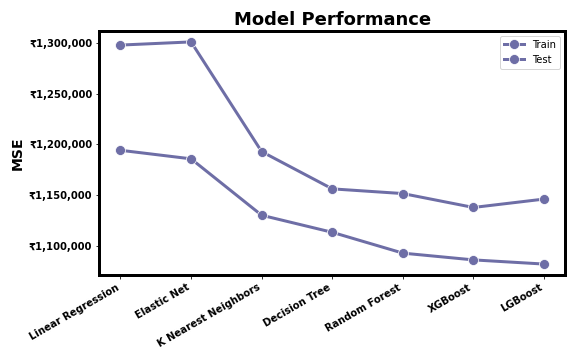 Model Performance
Train
Test
MSE
₹1,300,000
₹1,250,000
₹1,200,000
₹1,150,000
₹1,100,000
Linear Regression
Elastic Net
K Nearest Neighbors
Decision Tree
Random Forest
XGBoost
LGBoost